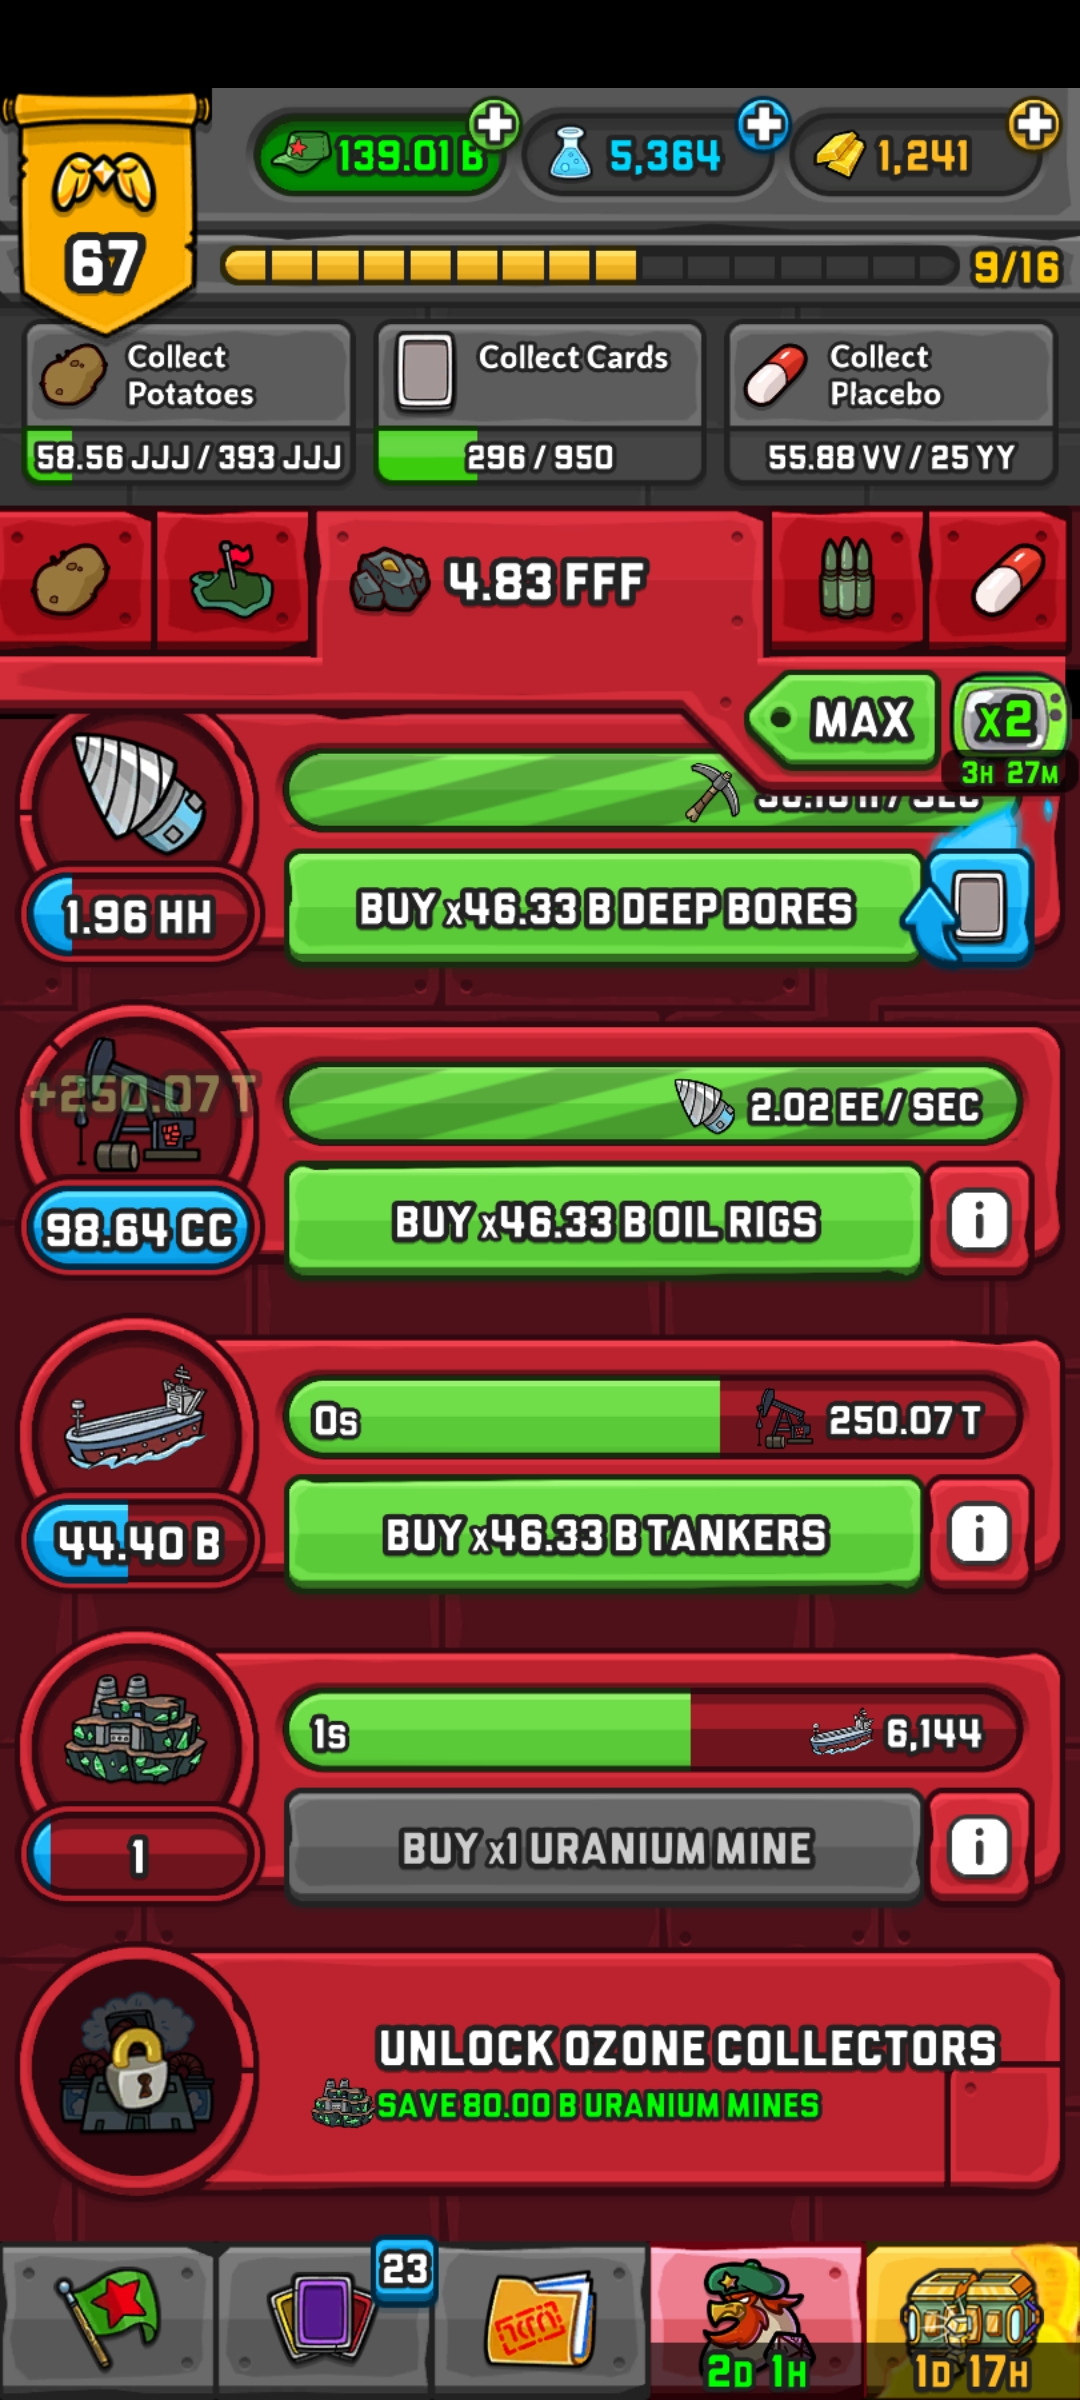 139.01 B
5,364
1,241
67
9/16
Collect
Potatoes
58.56 JJJ / 393 JJJ
Collect Cards
296 / 950
Collect
Placebo
55.88 VV / 25 YY
4.83 FFF
MAX
x2
3H 27M
/ SEC
1.96 HH
BUY x46.33 B DEEP BORES
+250.07 T
2.02 EE / SEC
98.64 CC
BUY x46.33 B OIL RIGS
i
0s
250.07 T
44.40 B
BUY x46.33 B TANKERS
i
1s
6,144
1
BUY x1 URANIUM MINE
i
UNLOCK OZONE COLLECTORS
SAVE 80.00 B URANIUM MINES
23
2D 1H
1D 17H